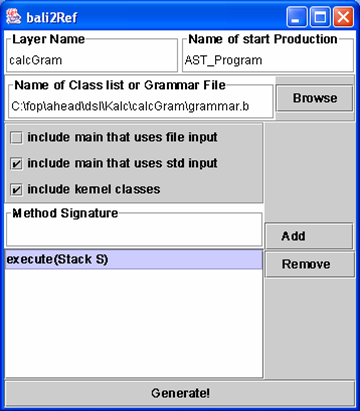 bali2Ref
Layer Name
Name of start Production
calcGram
AST_Program
Name of Class list or Grammar File
C:\fop\ahead\dsl\Kalc\calcGram\grammar.b
Browse
include main that uses file input
include main that uses std input
include kernel classes
Method Signature
Add
execute(Stack S)
Remove
Generate!